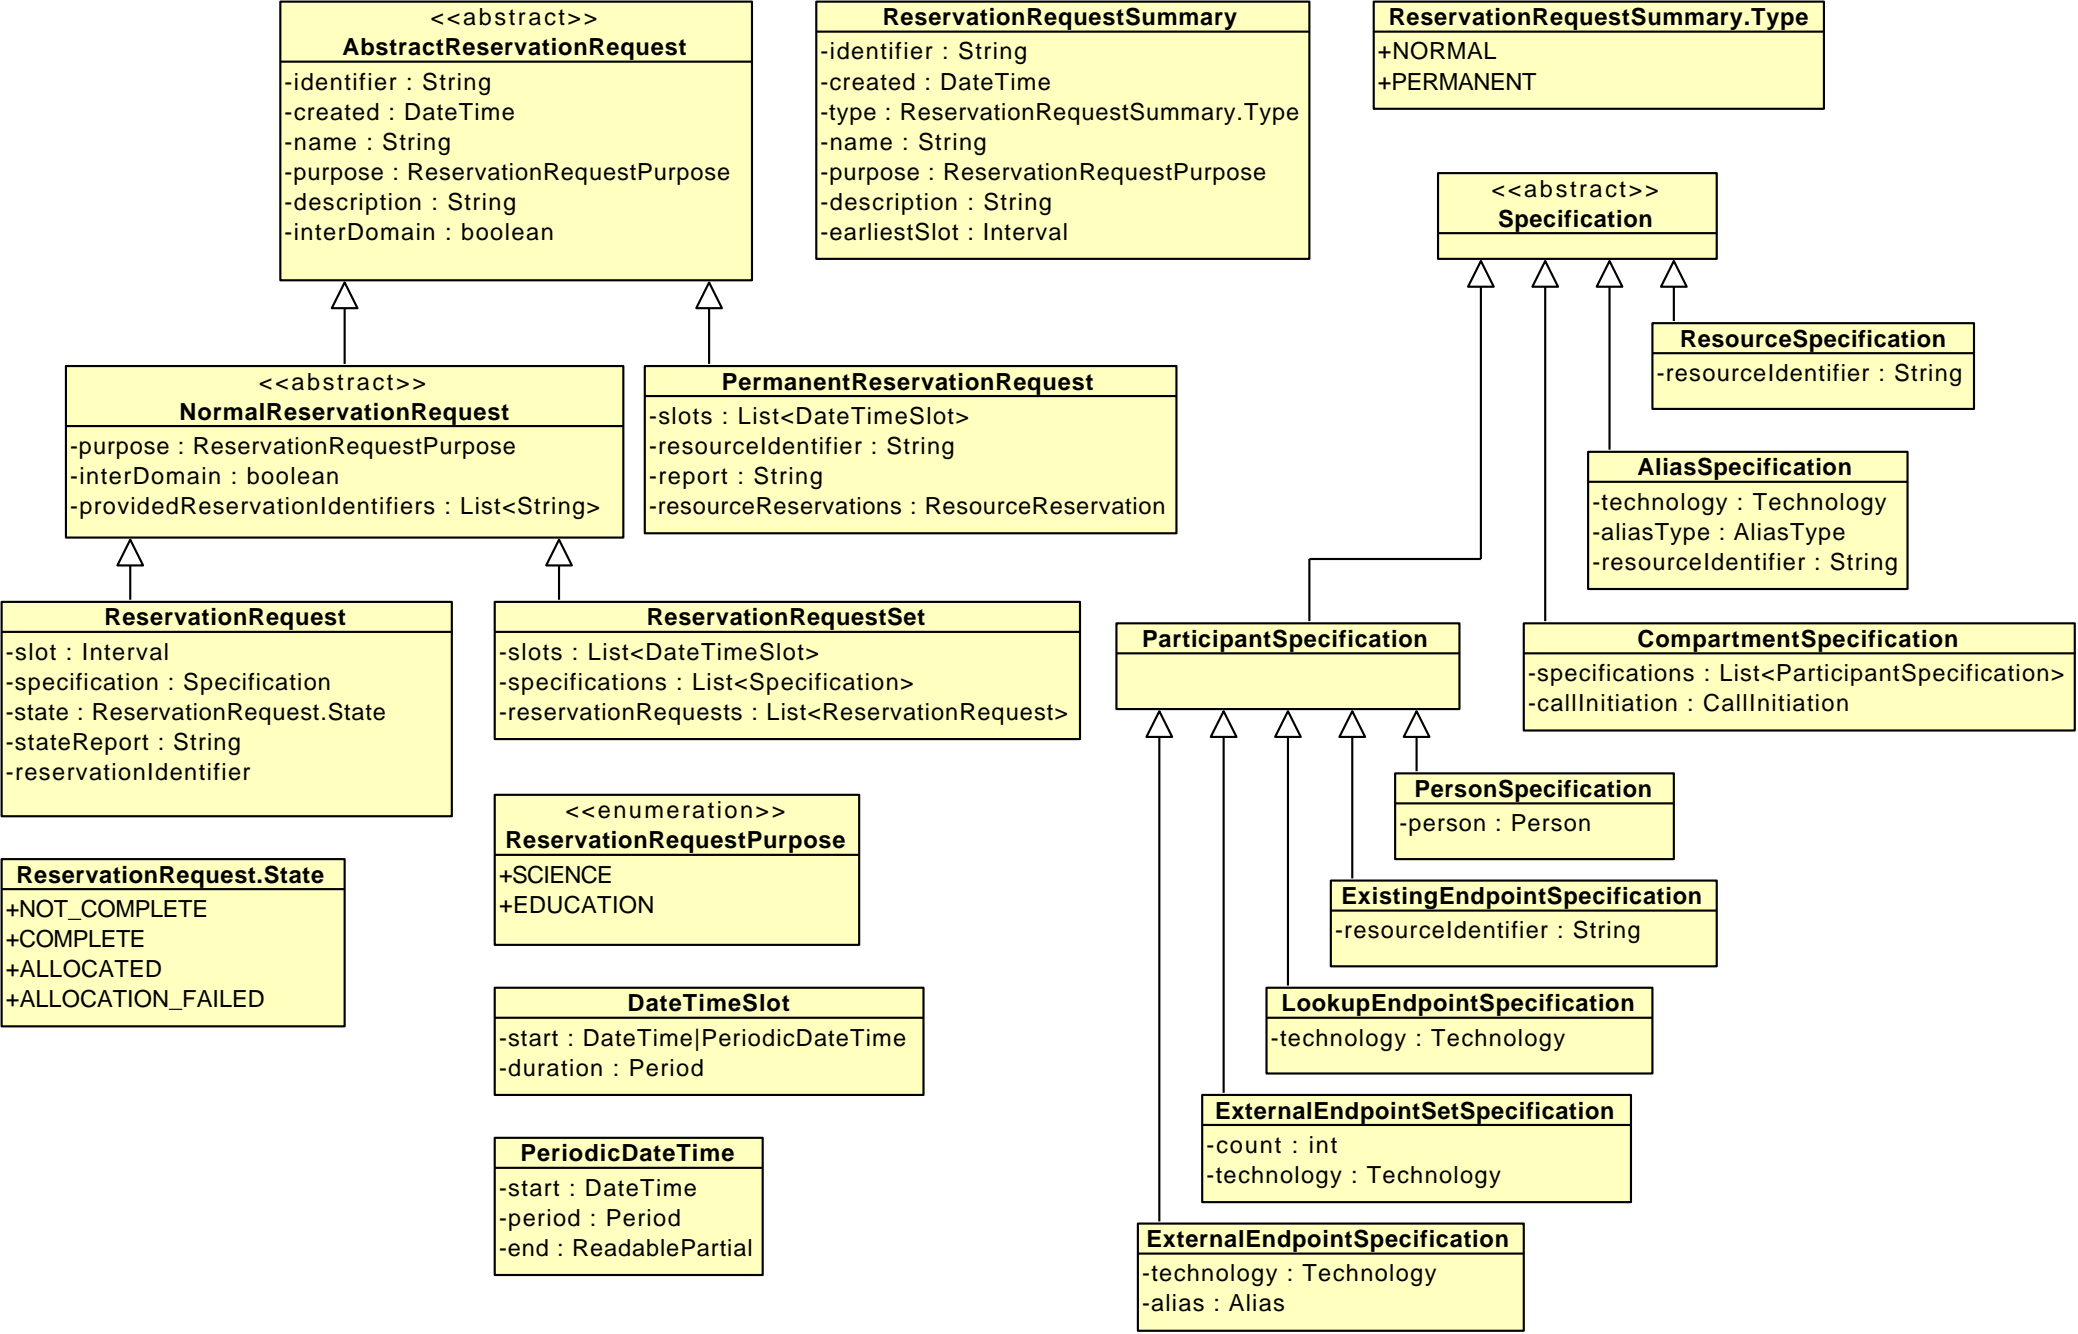 <<abstract>>
AbstractReservationRequest
-identifier : String
-created : DateTime
-name : String
-purpose : ReservationRequestPurpose
-description : String
-interDomain : boolean
ReservationRequestSummary
-identifier : String
-created : DateTime
-type : ReservationRequestSummary.Type
-name : String
-purpose : ReservationRequestPurpose
-description : String
-earliestSlot : Interval
ReservationRequestSummary.Type
+NORMAL
+PERMANENT
<<abstract>>
Specification
ResourceSpecification
-resourceIdentifier : String
<<abstract>>
NormalReservationRequest
-purpose : ReservationRequestPurpose
-interDomain : boolean
-providedReservationIdentifiers : List<String>
PermanentReservationRequest
-slots : List<DateTimeSlot>
-resourceIdentifier : String
-report : String
-resourceReservations : ResourceReservation
AliasSpecification
-technology : Technology
-aliasType : AliasType
-resourceIdentifier : String
ReservationRequest
-slot : Interval
-specification : Specification
-state : ReservationRequest.State
-stateReport : String
-reservationIdentifier
ReservationRequestSet
-slots : List<DateTimeSlot>
-specifications : List<Specification>
-reservationRequests : List<ReservationRequest>
ParticipantSpecification
CompartmentSpecification
-specifications : List<ParticipantSpecification>
-callInitiation : CallInitiation
PersonSpecification
-person : Person
<<enumeration>>
ReservationRequestPurpose
+SCIENCE
+EDUCATION
ReservationRequest.State
+NOT_COMPLETE
+COMPLETE
+ALLOCATED
+ALLOCATION_FAILED
ExistingEndpointSpecification
-resourceIdentifier : String
DateTimeSlot
-start : DateTime|PeriodicDateTime
-duration : Period
LookupEndpointSpecification
-technology : Technology
ExternalEndpointSetSpecification
-count : int
-technology : Technology
PeriodicDateTime
-start : DateTime
-period : Period
-end : ReadablePartial
ExternalEndpointSpecification
-technology : Technology
-alias : Alias